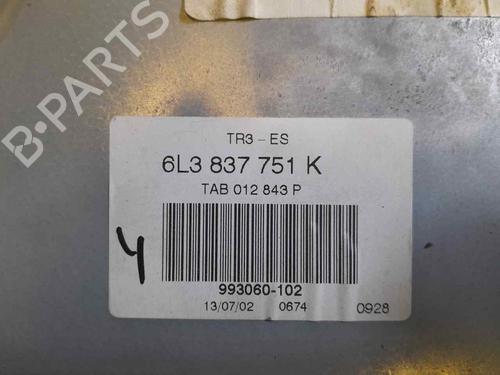 B-PARTS
TR3 - ES
6L3 837 751 K
TAB 012 843 P
993060-102
13/07/02 0674 0928
4